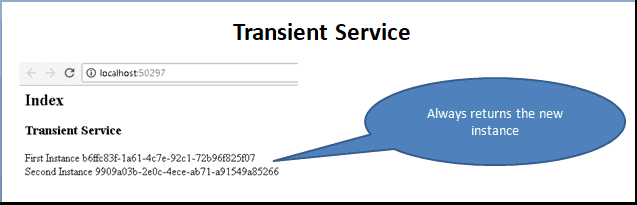 Transient Service
localhost:50297
Index
Transient Service
Always returns the new
instance
First Instance b6ffc83f-1a61-4c7e-92c1-72b96f825f07
Second Instance 9909a03b-2e0c-4ece-ab71-a91549a85266